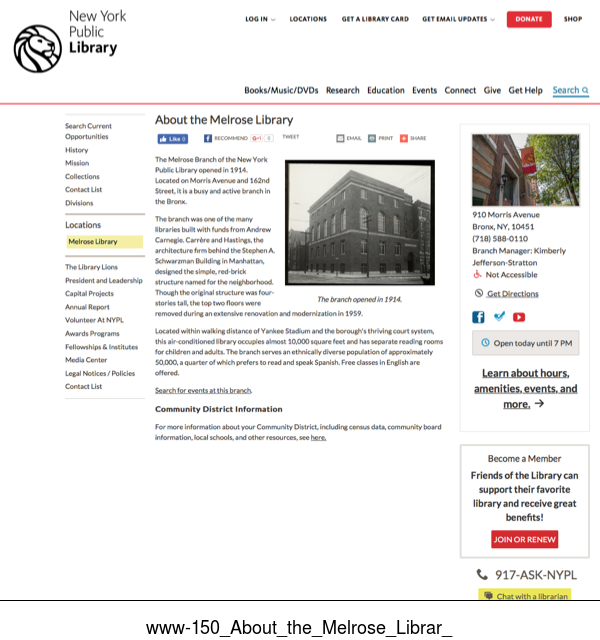 New York
Public
Library
LOG IN
LOCATIONS
GET A LIBRARY CARD
GET EMAIL UPDATES
DONATE
SHOP
Books/Music/DVDs Research Education Events Connect Give Get Help Search
Search Current
Opportunities
History
Mission
Collections
Contact List
Divisions
Locations
Melrose Library
The Library Lions
President and Leadership
Capital Projects
Annual Report
Volunteer At NYPL
Awards Programs
Fellowships & Institutes
Media Center
Legal Notices / Policies
Contact List
About the Melrose Library
Like 0
RECOMMEND
G+1 0
TWEET
EMAIL
PRINT
SHARE
The Melrose Branch of the New York
Public Library opened in 1914.
Located on Morris Avenue and 162nd
Street, it is a busy and active branch in
the Bronx.
The branch was one of the many
libraries built with funds from Andrew
Carnegie. Carrère and Hastings, the
architecture firm behind the Stephen A.
Schwarzman Building in Manhattan,
designed the simple, red-brick
structure named for the neighborhood.
Though the original structure was four-
stories tall, the top two floors were
removed during an extensive renovation and modernization in 1959.
The branch opened in 1914.
Located within walking distance of Yankee Stadium and the borough's thriving court system,
this air-conditioned library occupies almost 10,000 square feet and has separate reading rooms
for children and adults. The branch serves an ethnically diverse population of approximately
50,000, a quarter of which prefers to read and speak Spanish. Free classes in English are
offered.
Search for events at this branch.
Community District Information
For more information about your Community District, including census data, community board
information, local schools, and other resources, see here.
910 Morris Avenue
Bronx, NY, 10451
(718) 588-0110
Branch Manager: Kimberly
Jefferson-Stratton
Not Accessible
Get Directions
Open today until 7 PM
Learn about hours,
amenities, events, and
more. →
Become a Member
Friends of the Library can
support their favorite
library and receive great
benefits!
JOIN OR RENEW
917-ASK-NYPL
Chat with a librarian
www-150_About_the_Melrose_Librar_